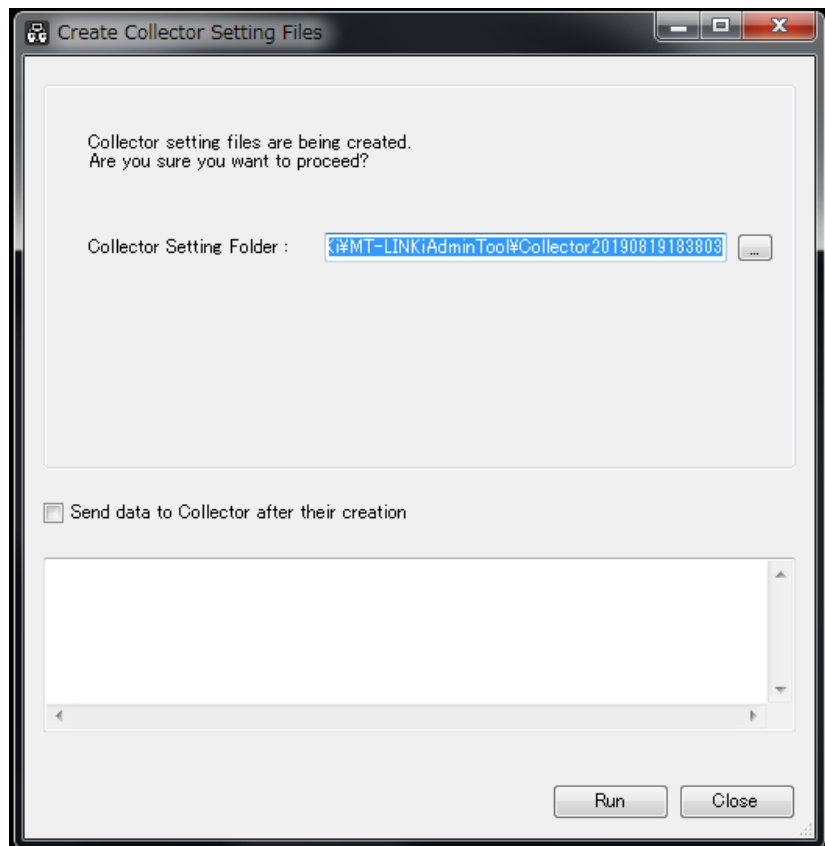 Create Collector Setting Files
Collector setting files are being created.
Are you sure you want to proceed?
Collector Setting Folder : i¥MT-LINKiAdminTool¥Collector20190819183803 ...
Send data to Collector after their creation
Run Close